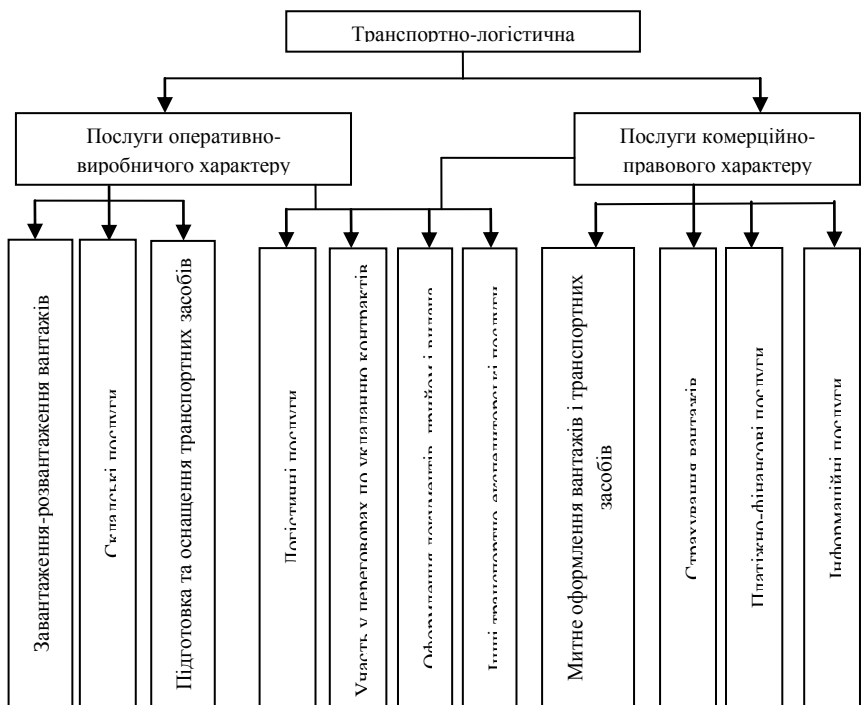 Транспортно-логістична
Послуги оперативно-
виробничого характеру
Послуги комерційно-
правового характеру
Завантаження-розвантаження вантажів
Складські послуги
Підготовка та оснащення транспортних засобів
Логістичні послуги
Участь у переговорах по укладанню контрактів
Оформлення документів, прийом і видача
Інші транспортно-експедиторські послуги
Митне оформлення вантажів і транспортних
засобів
Страхування вантажів
Платіжно-фінансові послуги
Інформаційні послуги